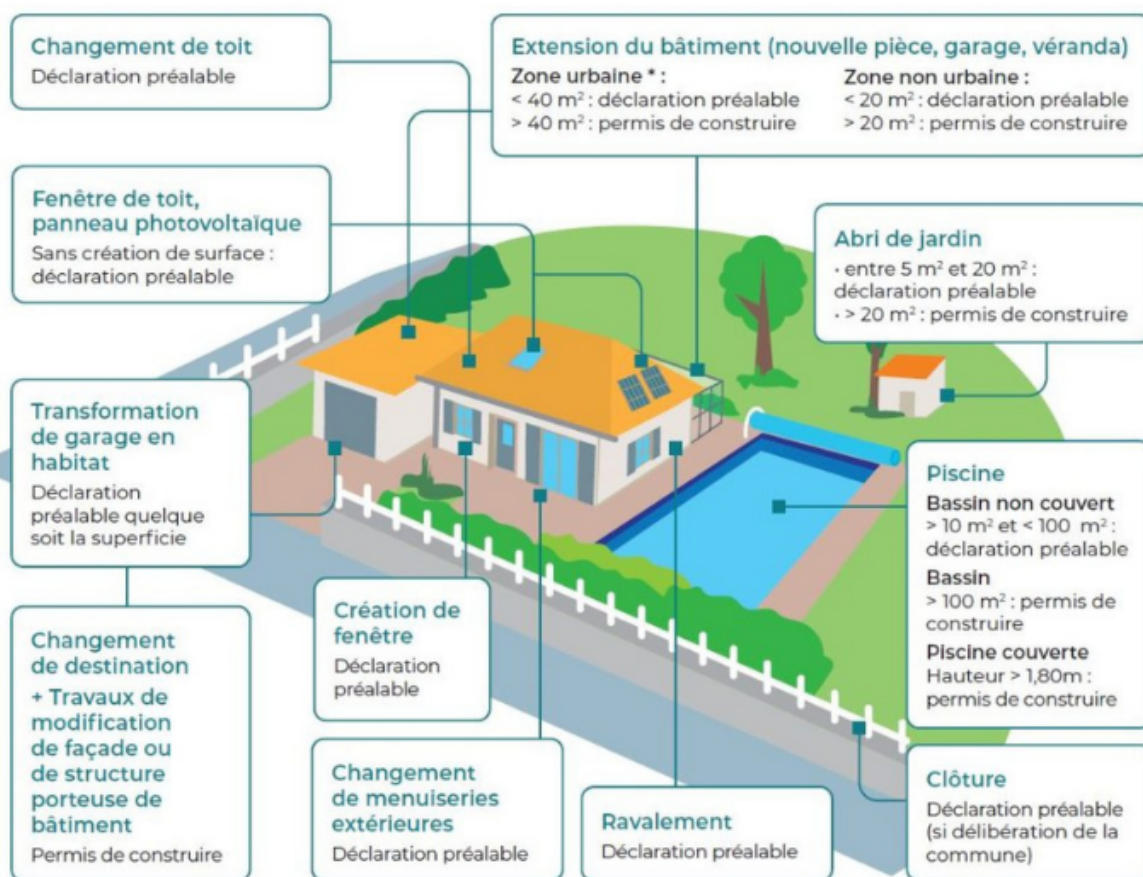 Changement de toit
Déclaration préalable
Extension du bâtiment (nouvelle pièce, garage, véranda)
Zone urbaine * :
< 40 m² : déclaration préalable
> 40 m² : permis de construire
Zone non urbaine :
< 20 m² : déclaration préalable
> 20 m² : permis de construire
Fenêtre de toit,
panneau photovoltaïque
Sans création de surface :
déclaration préalable
Abri de jardin
· entre 5 m² et 20 m² :
déclaration préalable
· > 20 m² : permis de construire
Transformation
de garage en
habitat
Déclaration
préalable quelque
soit la superficie
Piscine
Bassin non couvert
> 10 m² et < 100 m² :
déclaration préalable
Bassin
> 100 m² : permis de
construire
Piscine couverte
Hauteur > 1,80m :
permis de construire
Changement
de destination
+ Travaux de
modification
de façade ou
de structure
porteuse de
bâtiment
Permis de construire
Création de
fenêtre
Déclaration
préalable
Changement
de menuiseries
extérieures
Déclaration préalable
Ravalement
Déclaration préalable
Clôture
Déclaration préalable
(si délibération de la
commune)